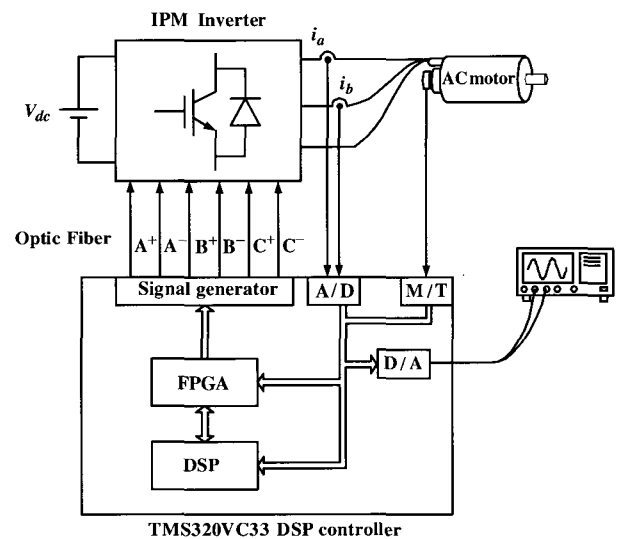 IPM Inverter
i_a
i_b
AC motor
V_dc
Optic Fiber
A⁺ A⁻ B⁺ B⁻ C⁺ C⁻
Signal generator
A/D
M/T
D/A
FPGA
DSP
TMS320VC33 DSP controller